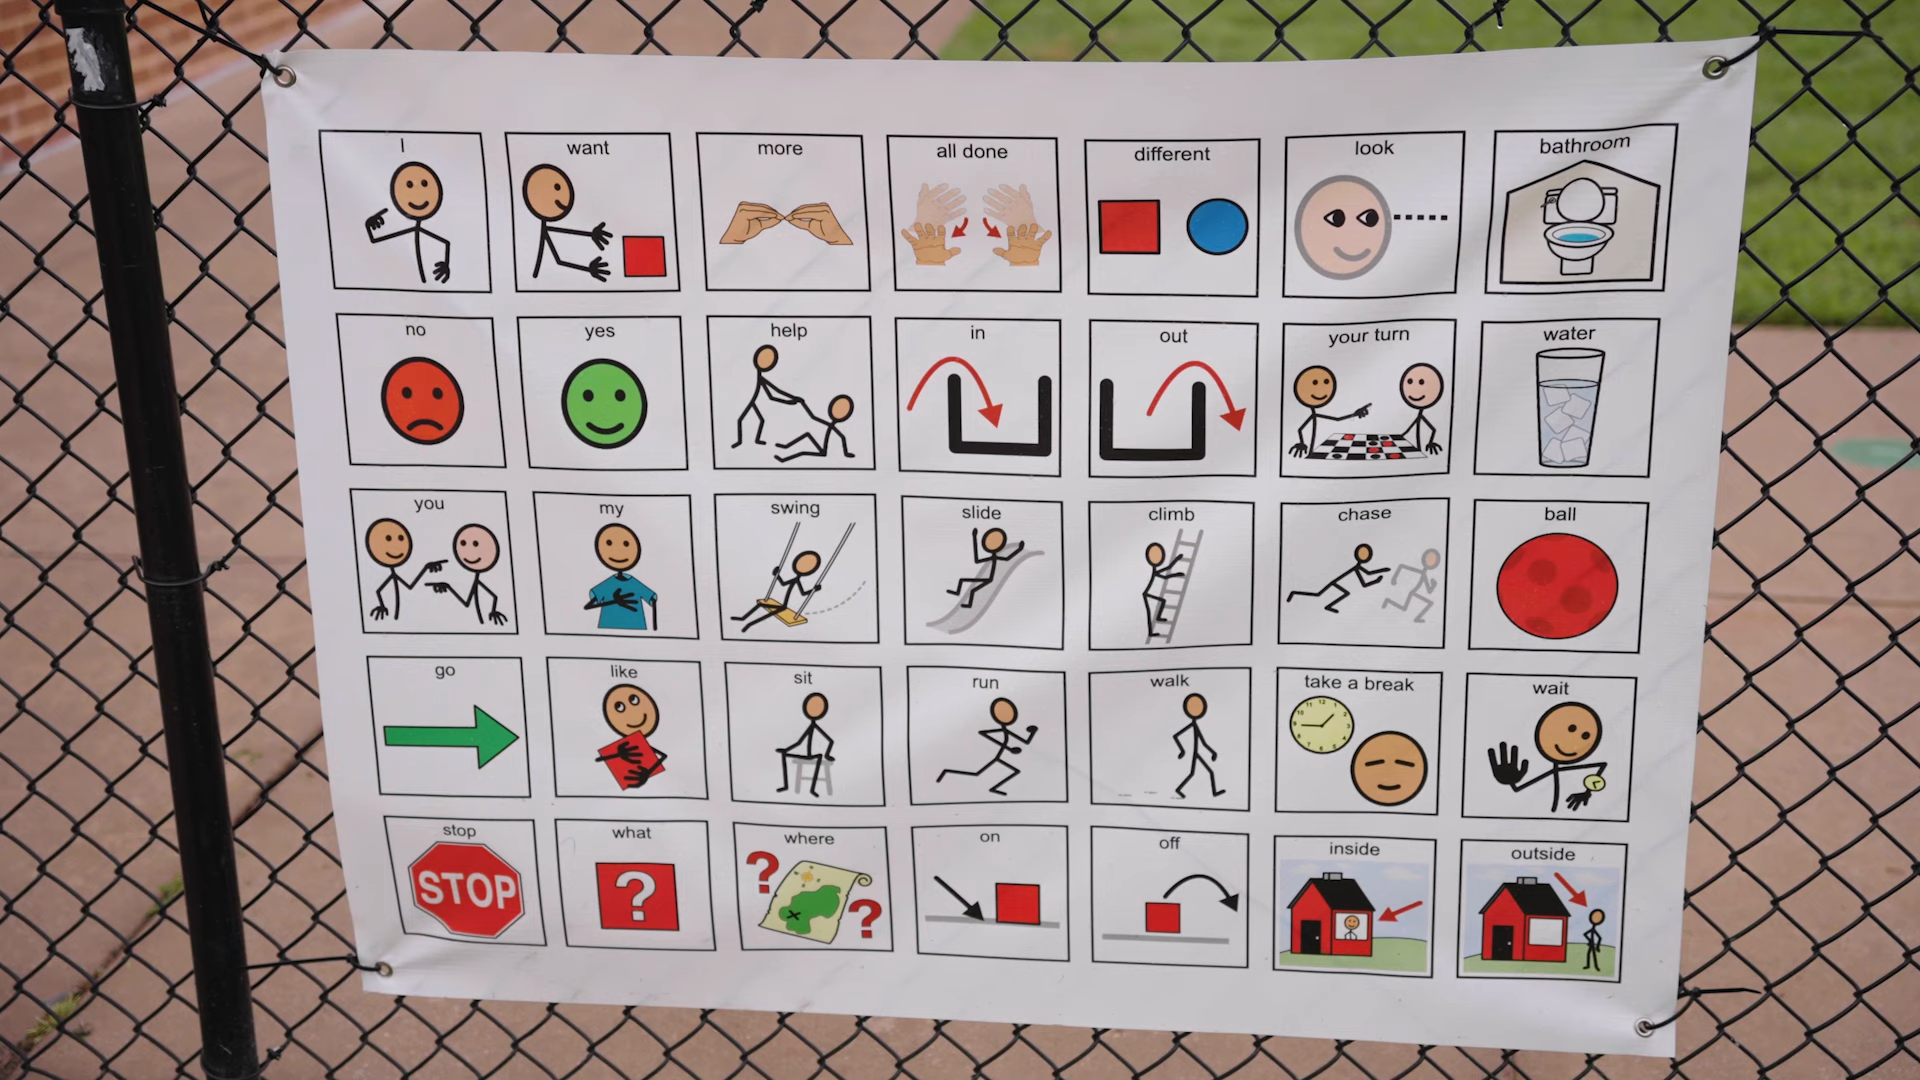 I
want
more
all done
different
look
bathroom
no
yes
help
in
out
your turn
water
you
my
swing
slide
climb
chase
ball
go
like
sit
run
walk
take a break
wait
stop
STOP
what
?
where
?
?
on
off
inside
outside